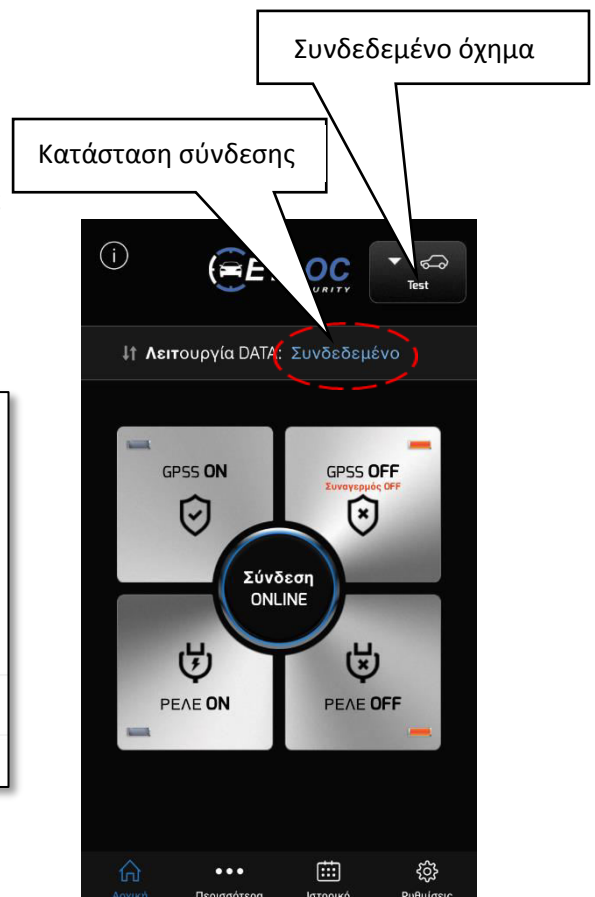 Συνδεδεμένο όχημα
Κατάσταση σύνδεσης
Test
Λειτουργία DATA: Συνδεδεμένο
GPSS ON
GPSS OFF
Συναγερμός OFF
Σύνδεση
ONLINE
ΡΕΛΕ ON
ΡΕΛΕ OFF
Αρχική Περισσότερα Ιστορικό Ρυθμίσεις